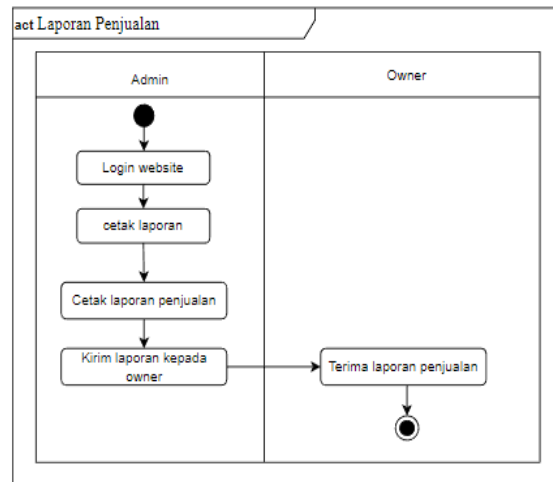 act Laporan Penjualan
Admin
Owner
Login website
cetak laporan
Cetak laporan penjualan
Kirim laporan kepada
owner
Terima laporan penjualan